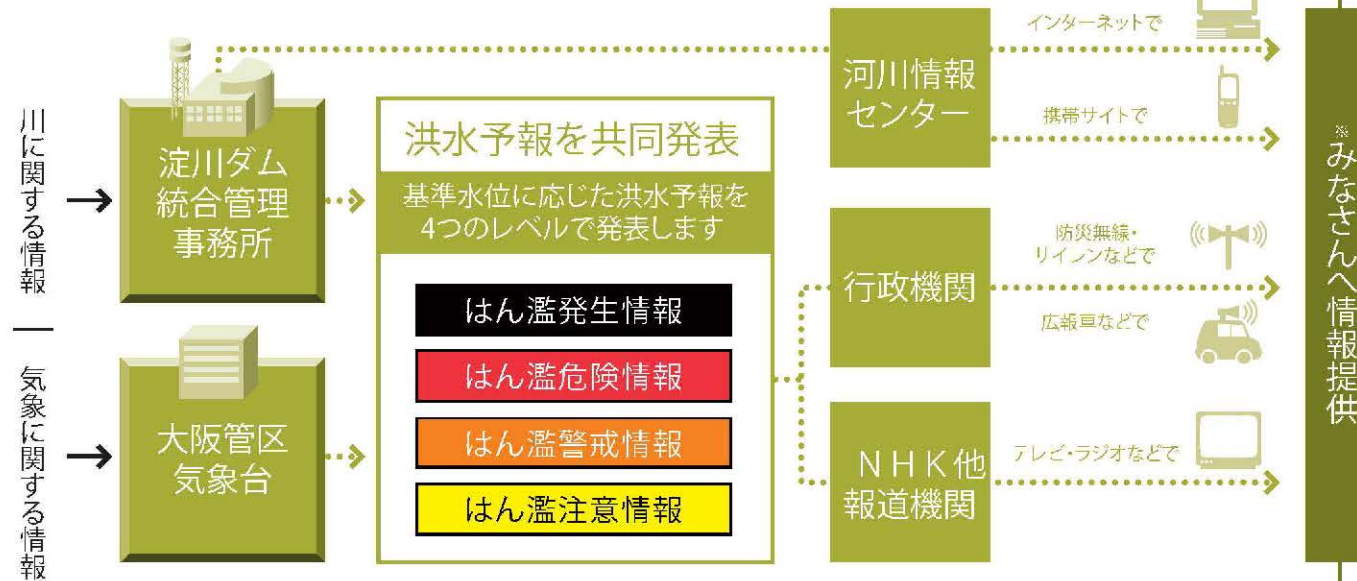 川に関する情報
淀川ダム
統合管理
事務所
気象に関する情報
大阪管区
気象台
洪水予報を共同発表
基準水位に応じた洪水予報を
4つのレベルで発表します
はん濫発生情報
はん濫危険情報
はん濫警戒情報
はん濫注意情報
河川情報
センター
インターネットで
携帯サイトで
行政機関
防災無線・
サイレンなどで
広報車などで
NHK他
報道機関
テレビ・ラジオなどで
※みなさんへ情報提供